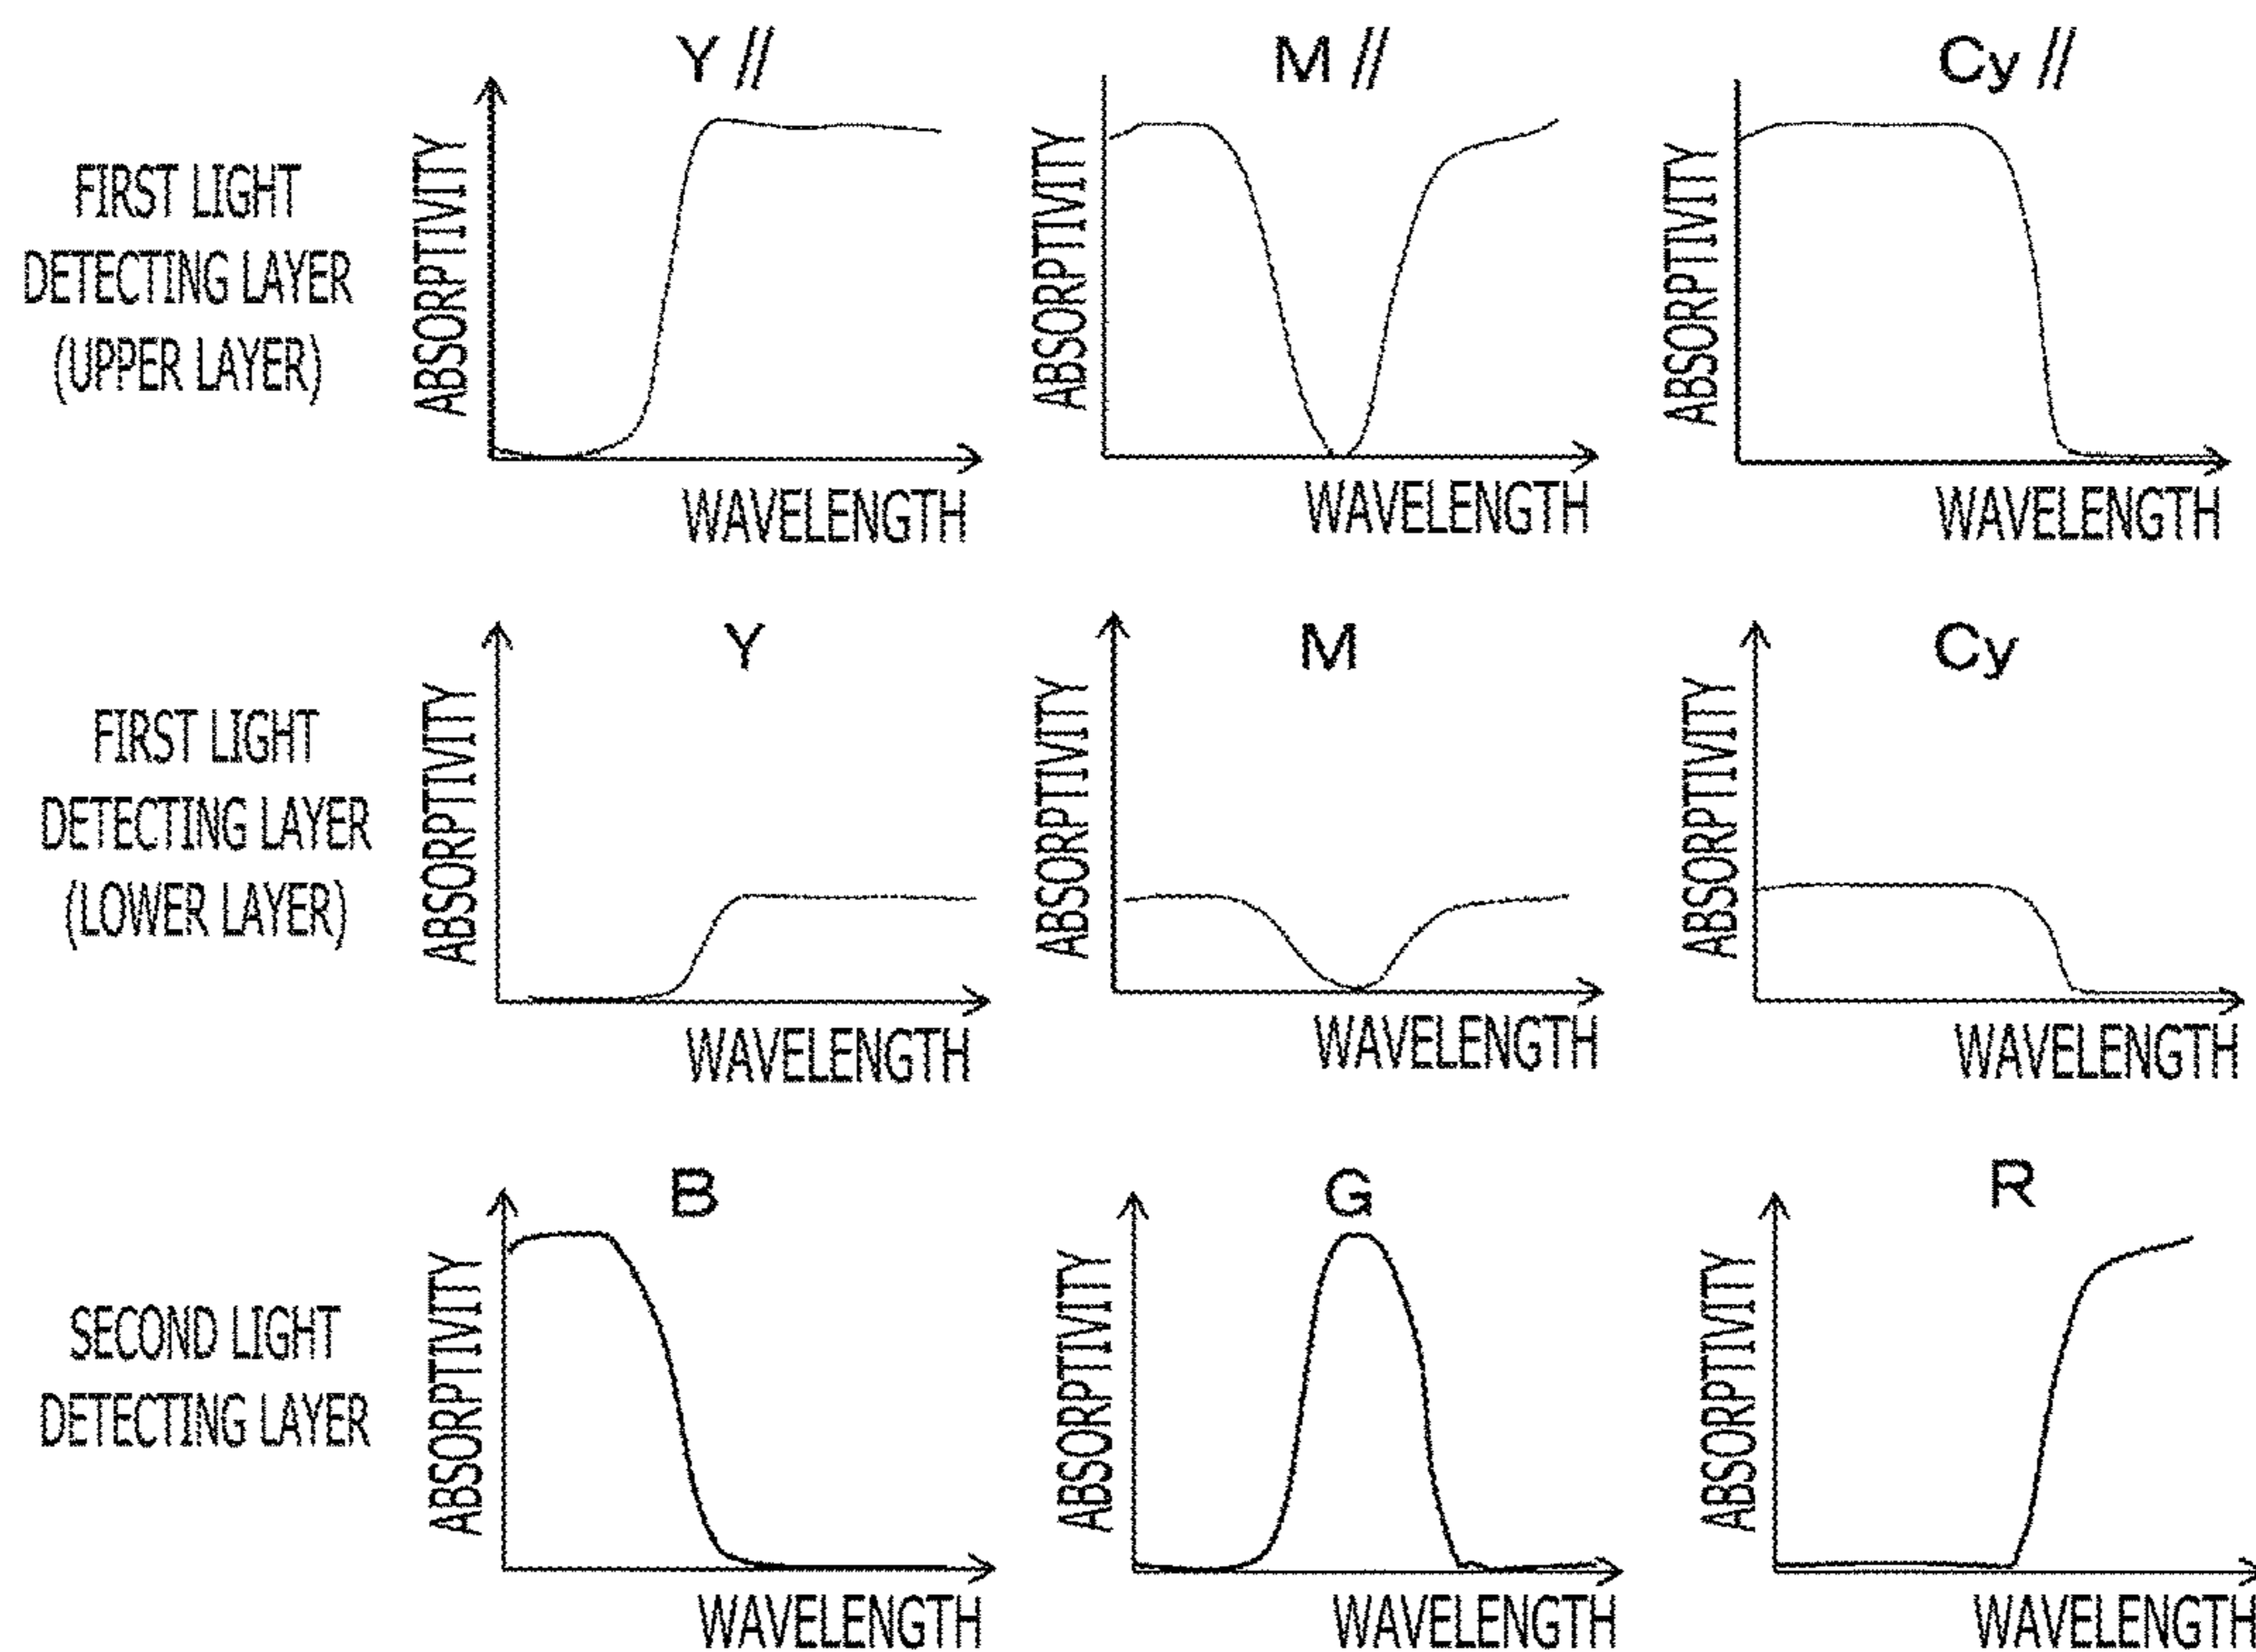 Y //
M //
Cy //
FIRST LIGHT
DETECTING LAYER
(UPPER LAYER)
ABSORPTIVITY
ABSORPTIVITY
ABSORPTIVITY
WAVELENGTH
WAVELENGTH
WAVELENGTH
Y
M
Cy
FIRST LIGHT
DETECTING LAYER
(LOWER LAYER)
ABSORPTIVITY
ABSORPTIVITY
ABSORPTIVITY
WAVELENGTH
WAVELENGTH
WAVELENGTH
B
G
R
SECOND LIGHT
DETECTING LAYER
ABSORPTIVITY
ABSORPTIVITY
ABSORPTIVITY
WAVELENGTH
WAVELENGTH
WAVELENGTH